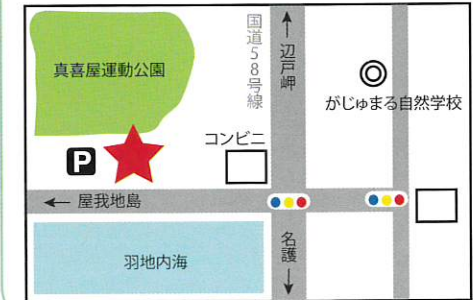 真喜屋運動公園
国道58号線
辺戸岬
がじゅまる自然学校
コンビニ
P
← 屋我地島
羽地内海
名護